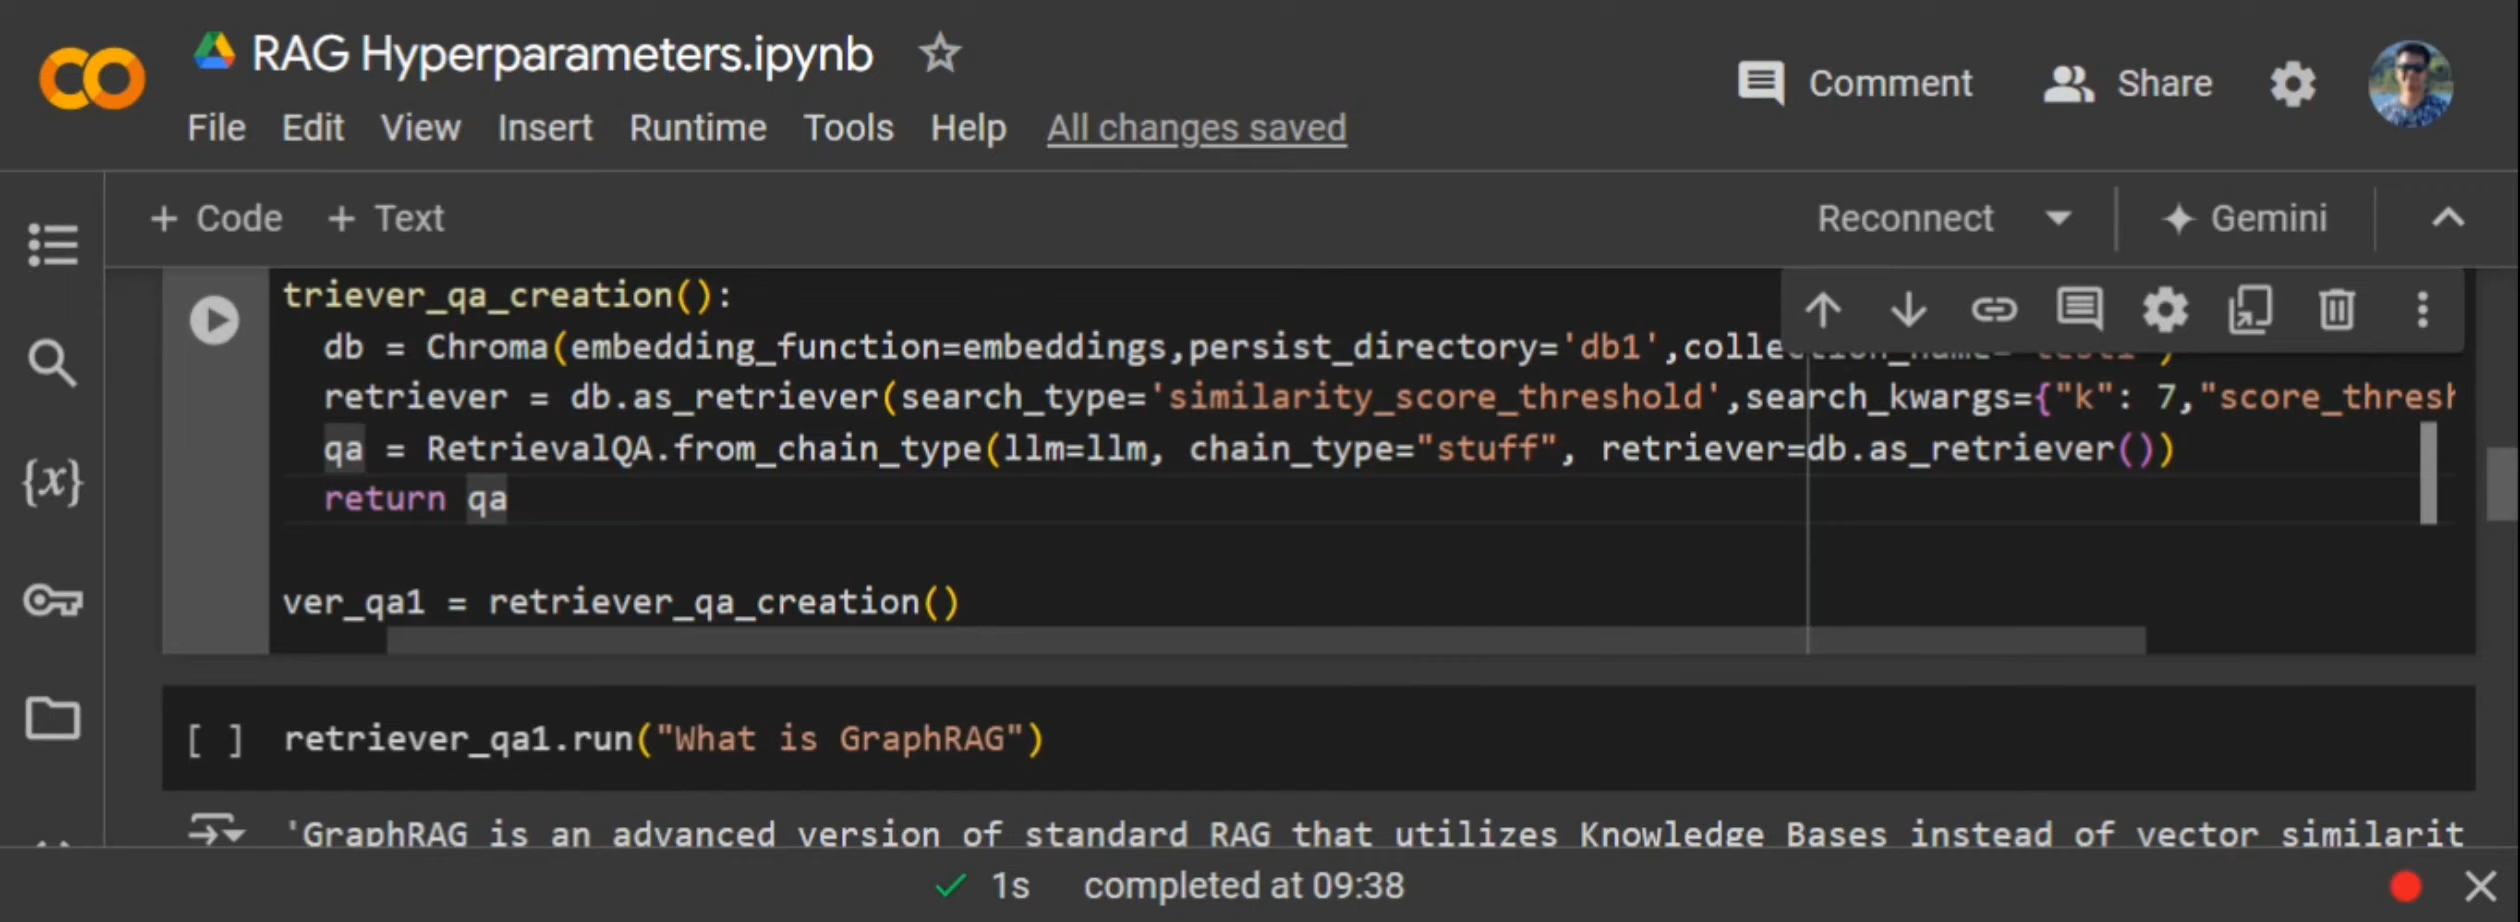 RAG Hyperparameters.ipynb
Comment
Share
File Edit View Insert Runtime Tools Help All changes saved
+ Code + Text
Reconnect
Gemini
triever_qa_creation():
db = Chroma(embedding_function=embeddings,persist_directory='db1',collection_name='test1')
retriever = db.as_retriever(search_type='similarity_score_threshold',search_kwargs={"k": 7,"score_thresh
qa = RetrievalQA.from_chain_type(llm=llm, chain_type="stuff", retriever=db.as_retriever())
return qa
ver_qa1 = retriever_qa_creation()
{x}
[ ] retriever_qa1.run("What is GraphRAG")
'GraphRAG is an advanced version of standard RAG that utilizes Knowledge Bases instead of vector similarit
1s completed at 09:38